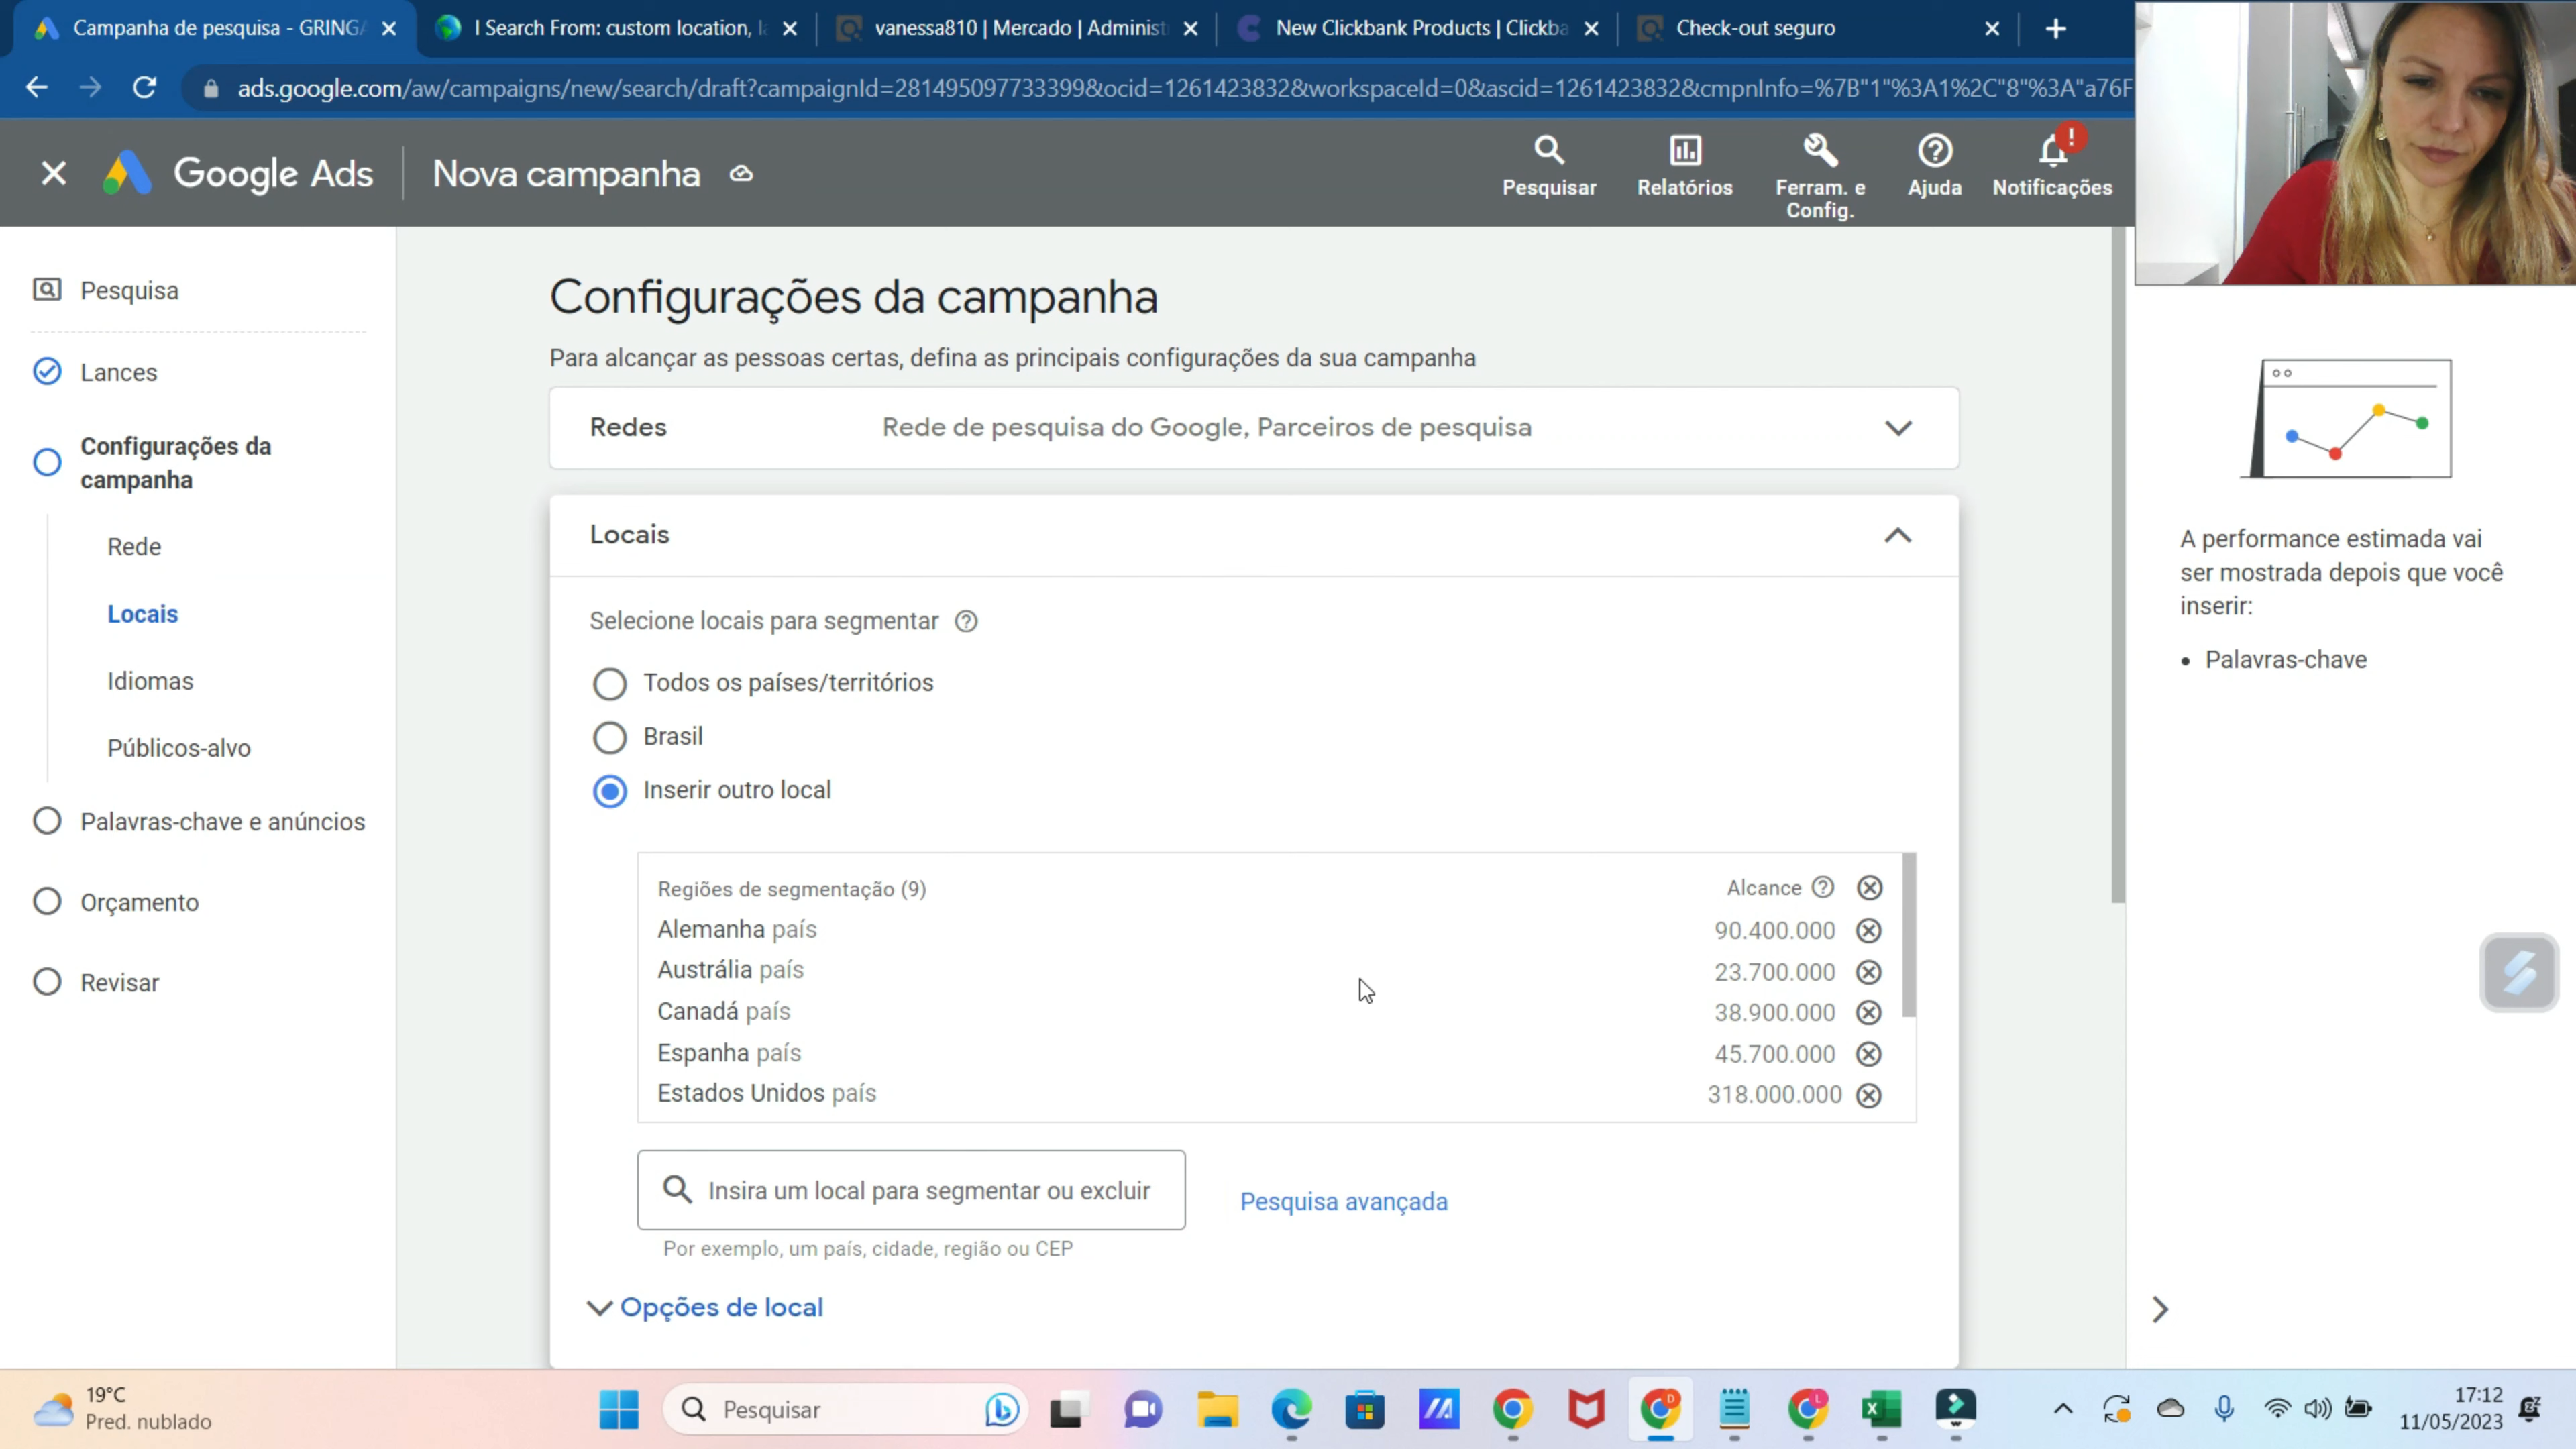 Campanha de pesquisa - GRINGA
I Search From: custom location, la
vanessa810 | Mercado | Administ
New Clickbank Products | Clickba
Check-out seguro
ads.google.com/aw/campaigns/new/search/draft?campaignId=281495097733399&ocid=1261423832&workspaceId=0&ascid=1261423832&cmpnInfo=%7B"1"%3A1%2C"8"%3A"a76F
Google Ads
Nova campanha
Pesquisar
Relatórios
Ferram. e
Config.
Ajuda
Notificações
Pesquisa
Lances
Configurações da
campanha
Rede
Locais
Idiomas
Públicos-alvo
Palavras-chave e anúncios
Orçamento
Revisar
Configurações da campanha
Para alcançar as pessoas certas, defina as principais configurações da sua campanha
Redes
Rede de pesquisa do Google, Parceiros de pesquisa
Locais
Selecione locais para segmentar
Todos os países/territórios
Brasil
Inserir outro local
Regiões de segmentação (9)
Alcance
Alemanha país
90.400.000
Austrália país
23.700.000
Canadá país
38.900.000
Espanha país
45.700.000
Estados Unidos país
318.000.000
Insira um local para segmentar ou excluir
Pesquisa avançada
Por exemplo, um país, cidade, região ou CEP
Opções de local
A performance estimada vai
ser mostrada depois que você
inserir:
• Palavras-chave
19°C
Pred. nublado
Pesquisar
17:12
11/05/2023